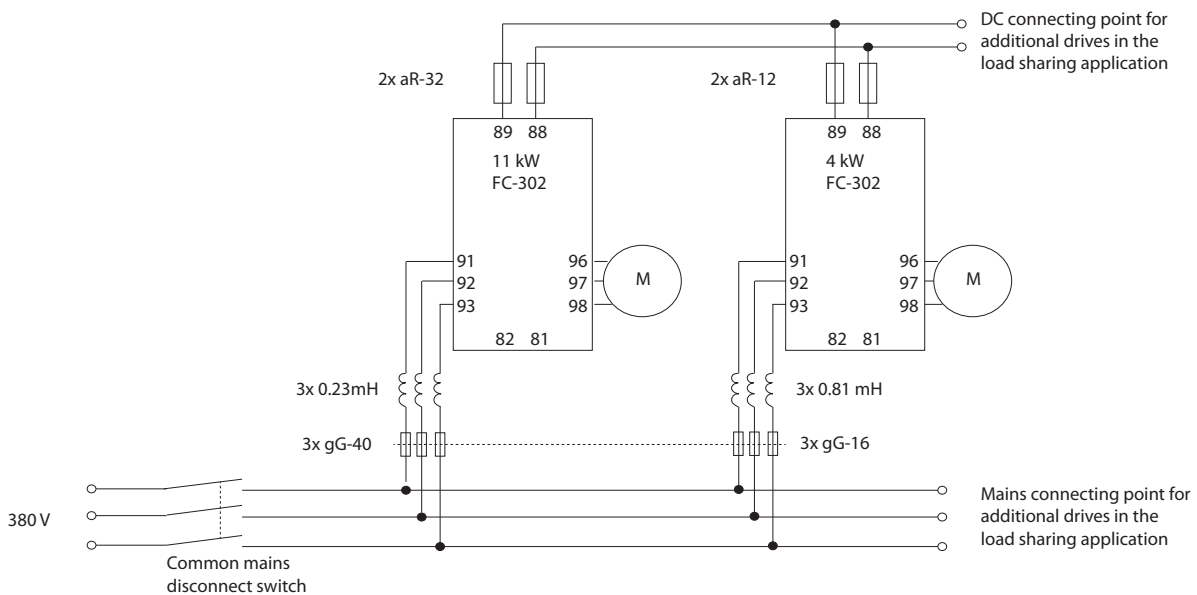 DC connecting point for
additional drives in the
load sharing application
2x aR-32
2x aR-12
89 88
89 88
11 kW
FC-302
4 kW
FC-302
91
92
93
96
97
98
M
91
92
93
96
97
98
M
82 81
82 81
3x 0.23mH
3x 0.81 mH
3x gG-40
3x gG-16
380 V
Mains connecting point for
additional drives in the
load sharing application
Common mains
disconnect switch